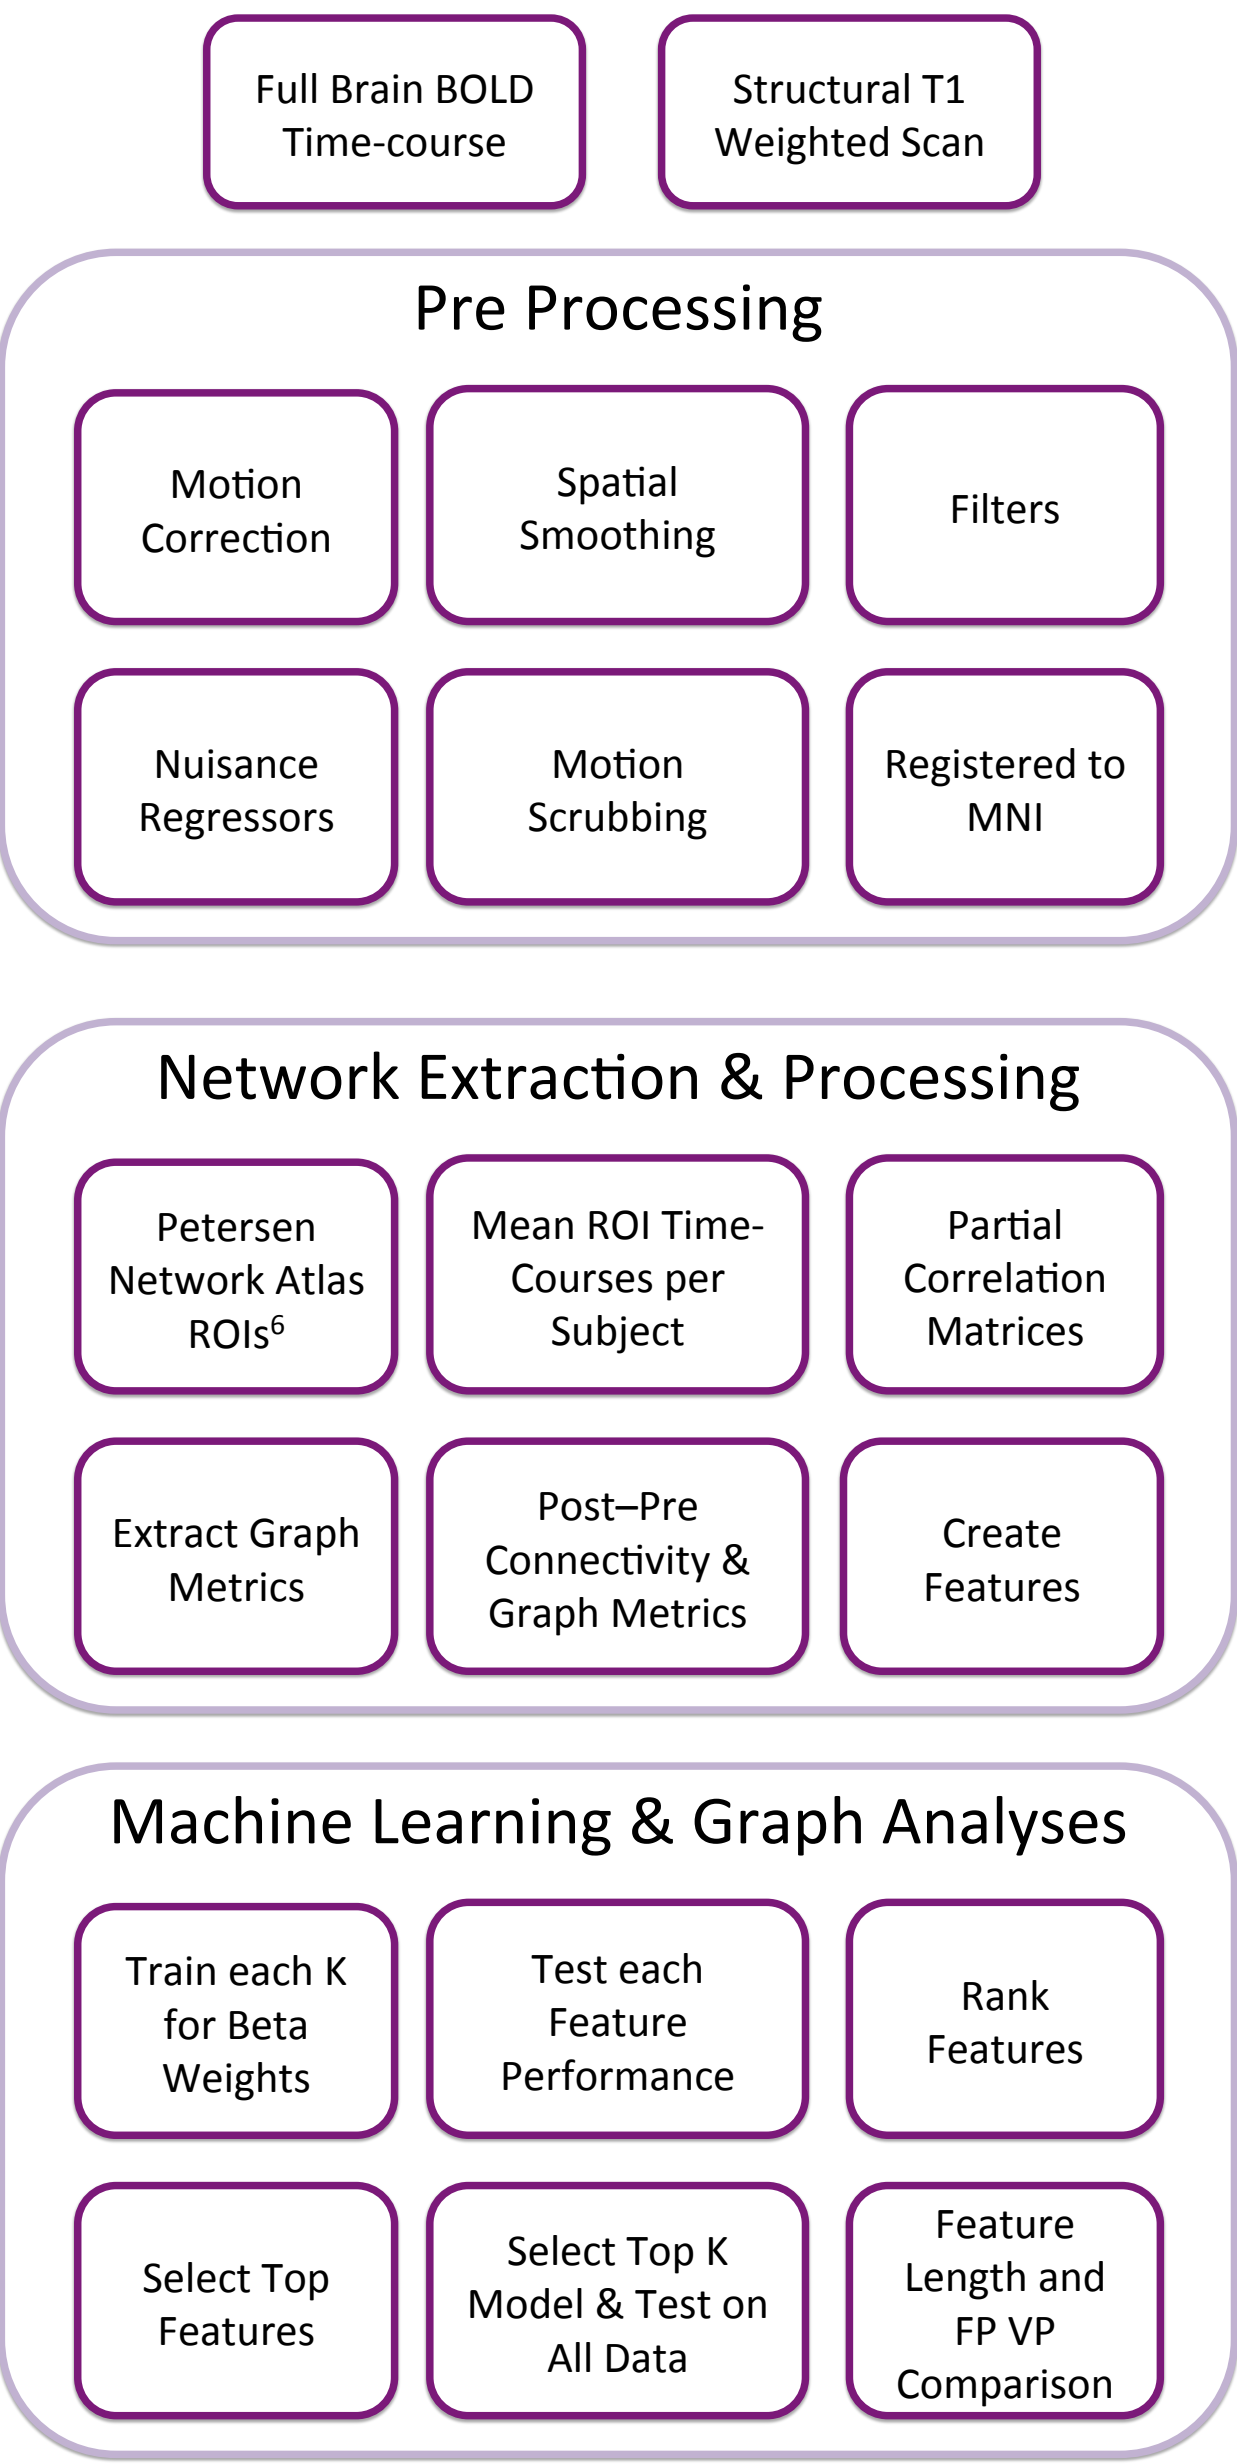 Full Brain BOLD
Time-course
Structural T1
Weighted Scan
Pre Processing
Motion
Correction
Spatial
Smoothing
Filters
Nuisance
Regressors
Motion
Scrubbing
Registered to
MNI
Network Extraction & Processing
Petersen
Network Atlas
ROIs⁶
Mean ROI Time-
Courses per
Subject
Partial
Correlation
Matrices
Extract Graph
Metrics
Post–Pre
Connectivity &
Graph Metrics
Create
Features
Machine Learning & Graph Analyses
Train each K
for Beta
Weights
Test each
Feature
Performance
Rank
Features
Select Top
Features
Select Top K
Model & Test on
All Data
Feature
Length and
FP VP
Comparison